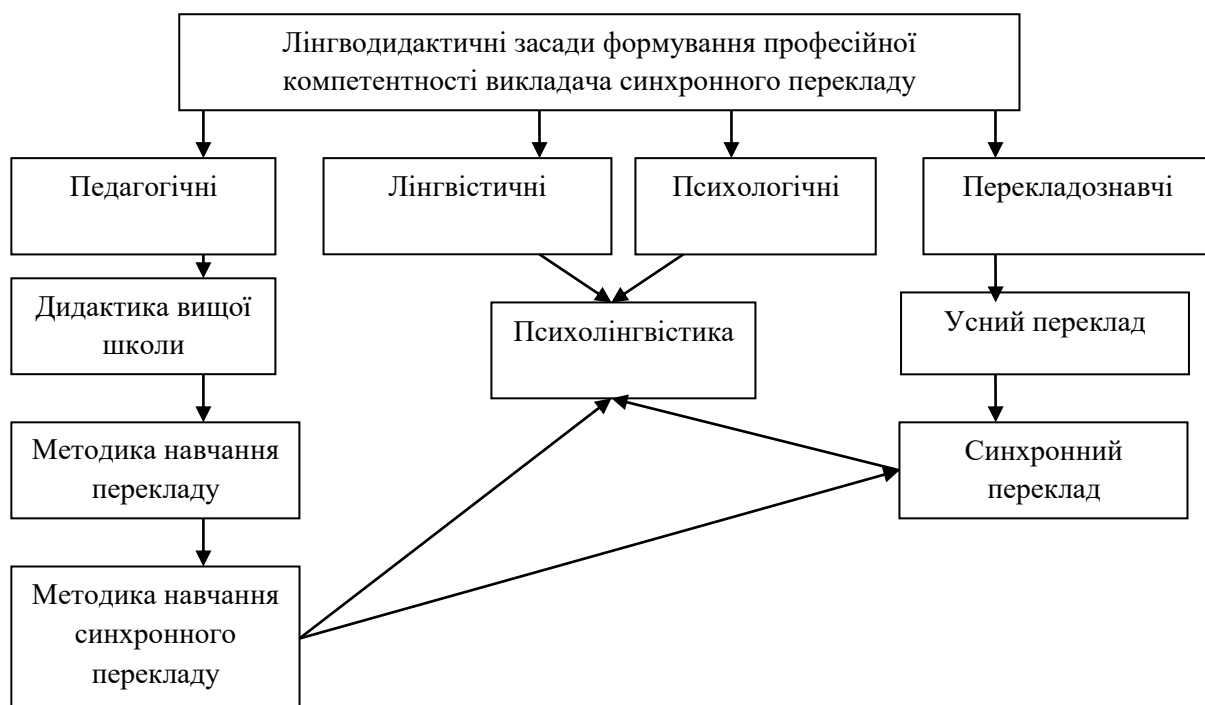 Лінгводидактичні засади формування професійної
компетентності викладача синхронного перекладу
Педагогічні
Лінгвістичні
Психологічні
Перекладознавчі
Дидактика вищої
школи
Психолінгвістика
Усний переклад
Методика навчання
перекладу
Синхронний
переклад
Методика навчання
синхронного
перекладу